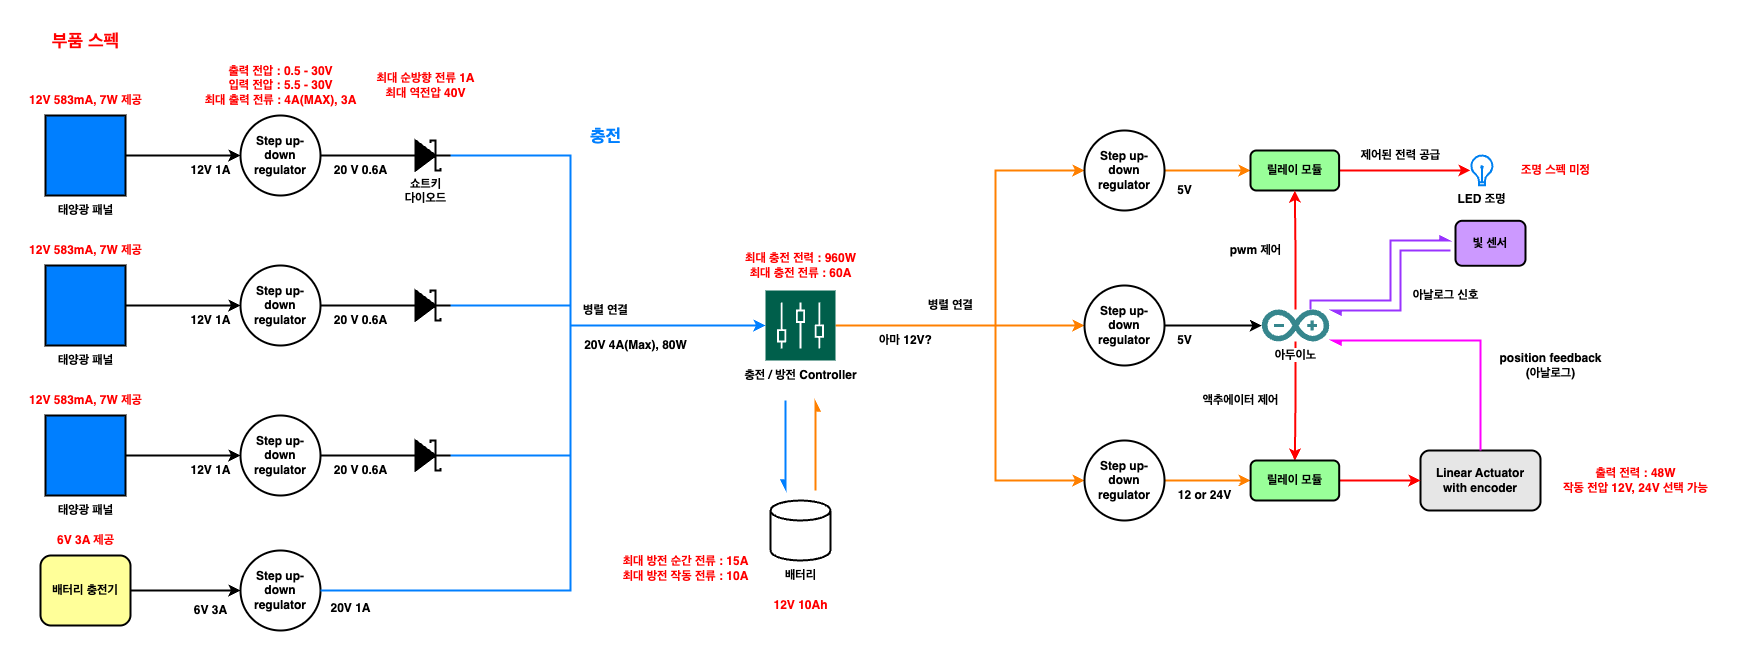 부품 스펙
출력 전압 : 0.5 - 30V
입력 전압 : 5.5 - 30V
최대 출력 전류 : 4A(MAX), 3A
최대 순방향 전류 1A
최대 역전압 40V
12V 583mA, 7W 제공
태양광 패널
12V 1A
Step up-
down
regulator
20 V 0.6A
쇼트키
다이오드
충전
12V 583mA, 7W 제공
태양광 패널
12V 1A
Step up-
down
regulator
20 V 0.6A
12V 583mA, 7W 제공
태양광 패널
12V 1A
Step up-
down
regulator
20 V 0.6A
6V 3A 제공
배터리 충전기
6V 3A
Step up-
down
regulator
20V 1A
병렬 연결
20V 4A(Max), 80W
최대 충전 전력 : 960W
최대 충전 전류 : 60A
충전 / 방전 Controller
최대 방전 순간 전류 : 15A
최대 방전 작동 전류 : 10A
배터리
12V 10Ah
병렬 연결
아마 12V?
Step up-
down
regulator
5V
릴레이 모듈
제어된 전력 공급
LED 조명
조명 스펙 미정
pwm 제어
빛 센서
아날로그 신호
Step up-
down
regulator
5V
아두이노
position feedback
(아날로그)
액추에이터 제어
Step up-
down
regulator
12 or 24V
릴레이 모듈
Linear Actuator
with encoder
출력 전력 : 48W
작동 전압 12V, 24V 선택 가능